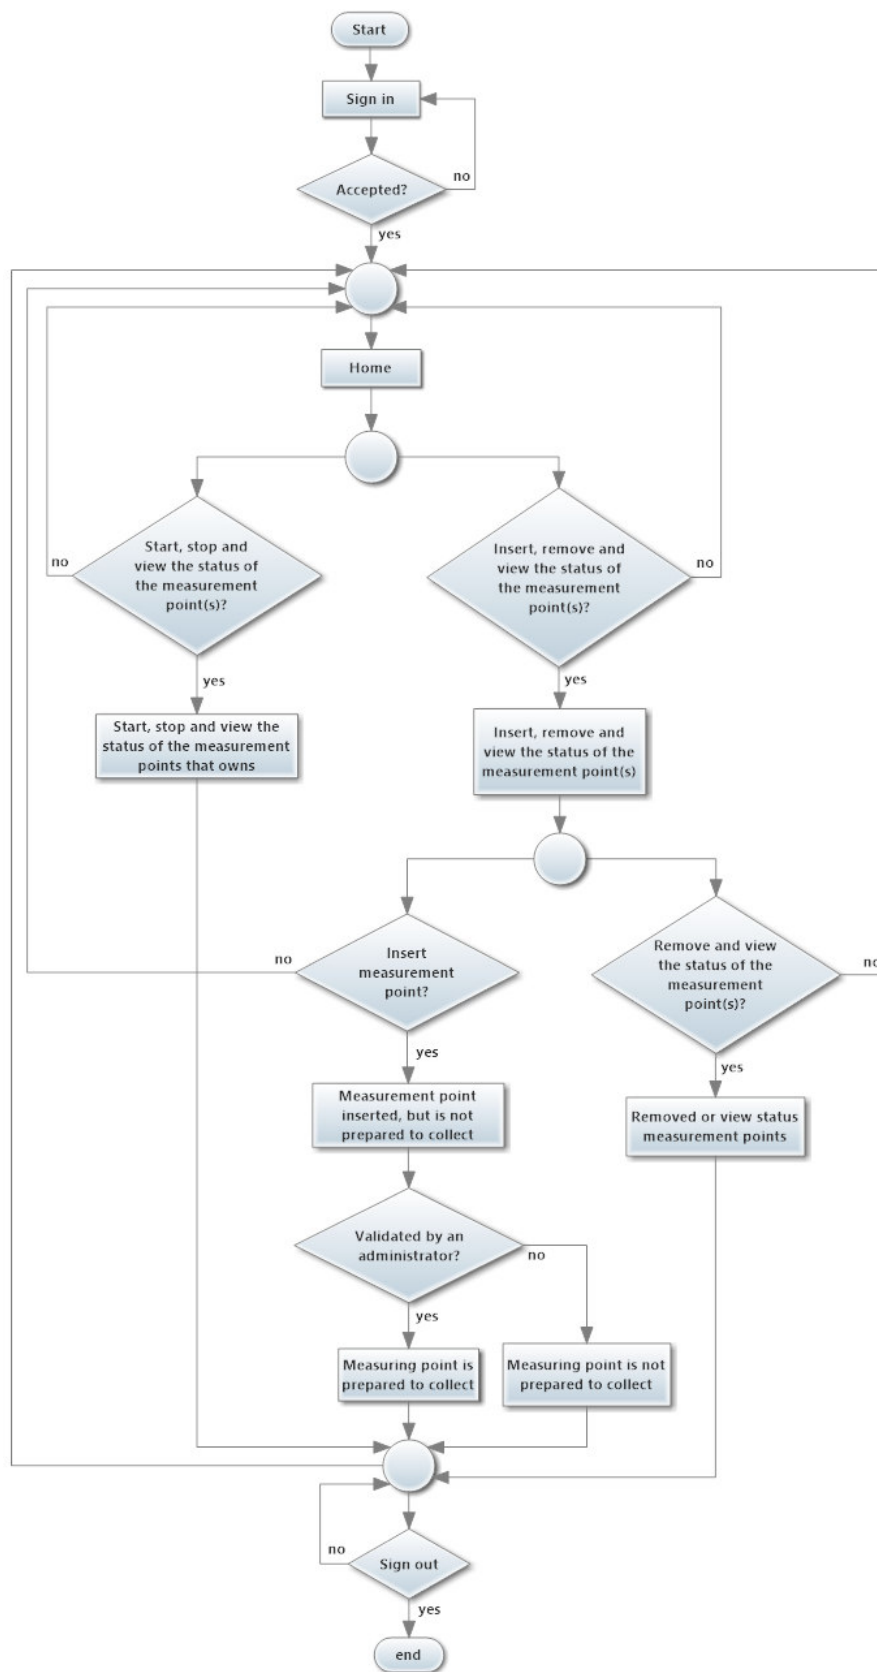 Start
Sign in
Accepted?
no
yes
Home
Start, stop and
view the status of
the measurement
point(s)?
no
yes
Insert, remove and
view the status of
the measurement
point(s)?
no
yes
Start, stop and view the
status of the measurement
points that owns
Insert, remove and
view the status of the
measurement point(s)
Insert
measurement
point?
no
yes
Remove and view
the status of the
measurement
point(s)?
no
yes
Measurement point
inserted, but is not
prepared to collect
Removed or view status
measurement points
Validated by an
administrator?
no
yes
Measuring point is
prepared to collect
Measuring point is not
prepared to collect
Sign out
no
yes
end